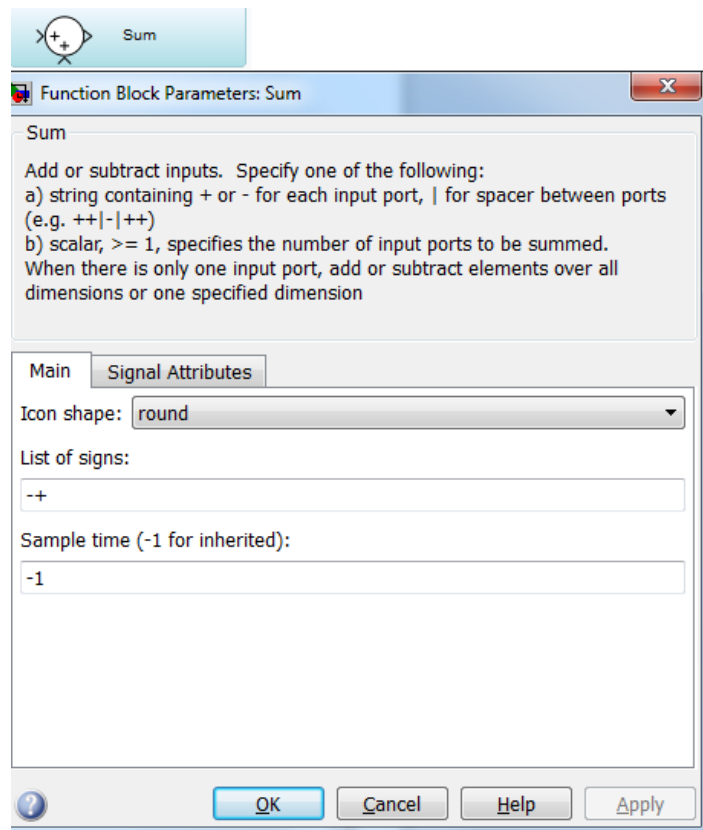 ++ Sum
Function Block Parameters: Sum
x
Sum
Add or subtract inputs.  Specify one of the following:
a) string containing + or - for each input port, | for spacer between ports
(e.g. ++|-|++)
b) scalar, >= 1, specifies the number of input ports to be summed.
When there is only one input port, add or subtract elements over all
dimensions or one specified dimension
Main Signal Attributes
Icon shape: round
List of signs:
-+
Sample time (-1 for inherited):
-1
? OK Cancel Help Apply